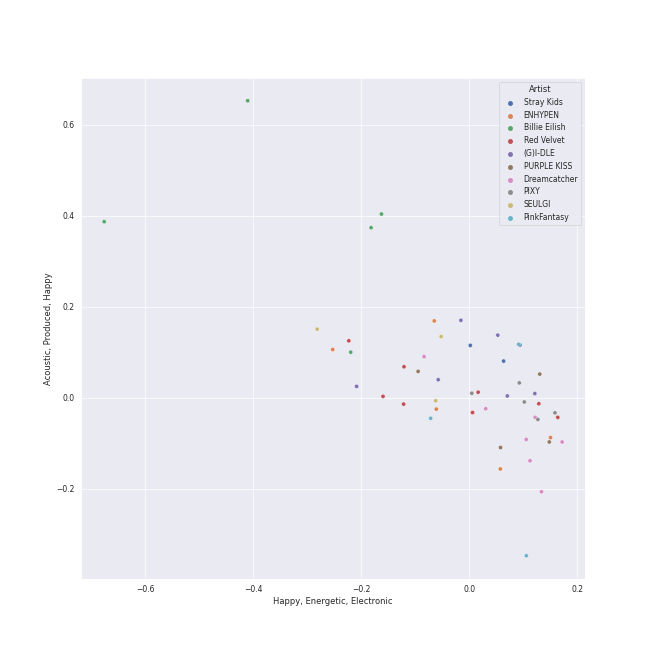 Artist
Stray Kids
ENHYPEN
Billie Eilish
Red Velvet
(G)I-DLE
PURPLE KISS
Dreamcatcher
PIXY
SEULGI
PinkFantasy
0.6
0.4
0.2
0.0
−0.2
Acoustic, Produced, Happy
−0.6
−0.4
−0.2
0.0
0.2
Happy, Energetic, Electronic